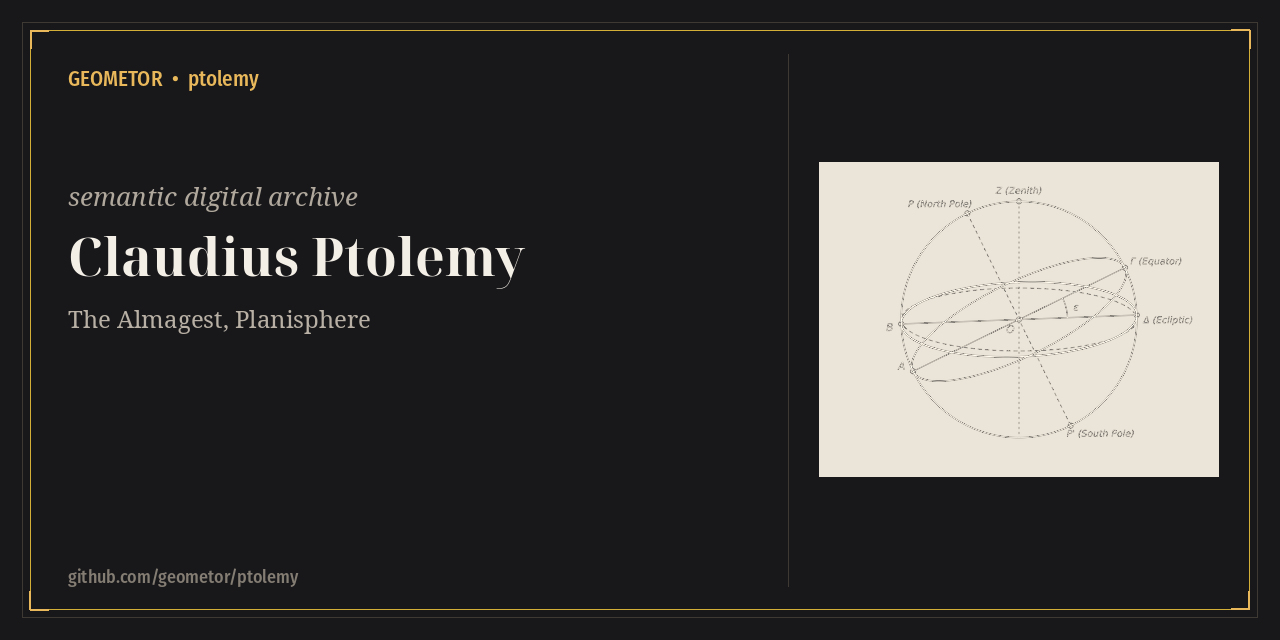 GEOMETOR • ptolemy
semantic digital archive
Claudius Ptolemy
The Almagest, Planisphere
github.com/geometor/ptolemy
Z (Zenith)
P (North Pole)
Γ (Equator)
ε
Δ (Ecliptic)
B
O
A
P' (South Pole)